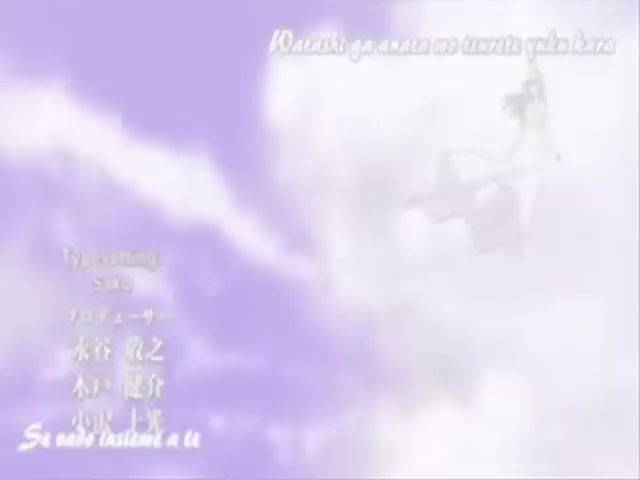 Watashi ga anata wo tsurete yuku kara
Typesetting:
Sako
プロデューサー
永谷 敬之
木戸 健介
Se vado insieme a te